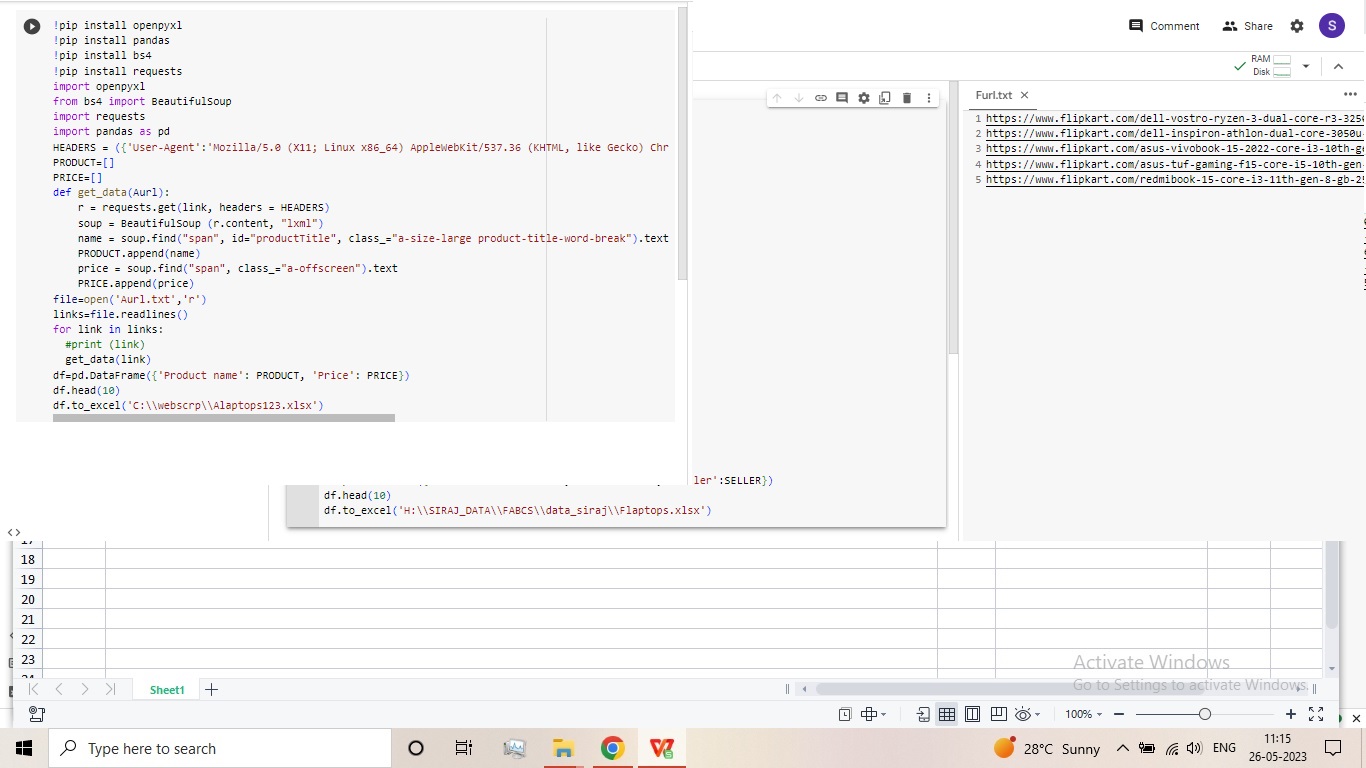 !pip install openpyxl
!pip install pandas
!pip install bs4
!pip install requests
import openpyxl
from bs4 import BeautifulSoup
import requests
import pandas as pd
HEADERS = ({'User-Agent':'Mozilla/5.0 (X11; Linux x86_64) AppleWebKit/537.36 (KHTML, like Gecko) Chr
PRODUCT=[]
PRICE=[]
def get_data(Aurl):
    r = requests.get(link, headers = HEADERS)
    soup = BeautifulSoup (r.content, "lxml")
    name = soup.find("span", id="productTitle", class_="a-size-large product-title-word-break").text
    PRODUCT.append(name)
    price = soup.find("span", class_="a-offscreen").text
    PRICE.append(price)
file=open('Aurl.txt','r')
links=file.readlines()
for link in links:
  #print (link)
  get_data(link)
df=pd.DataFrame({'Product name': PRODUCT, 'Price': PRICE})
df.head(10)
df.to_excel('C:\\webscrp\\Alaptops123.xlsx')
Comment Share S
RAM
Disk
Furl.txt
1 https://www.flipkart.com/dell-vostro-ryzen-3-dual-core-r3-3250
2 https://www.flipkart.com/dell-inspiron-athlon-dual-core-3050u-
3 https://www.flipkart.com/asus-vivobook-15-2022-core-i3-10th-ge
4 https://www.flipkart.com/asus-tuf-gaming-f15-core-i5-10th-gen-
5 https://www.flipkart.com/redmibook-15-core-i3-11th-gen-8-gb-25
ler':SELLER})
df.head(10)
df.to_excel('H:\\SIRAJ_DATA\\FABCS\\data_siraj\\Flaptops.xlsx')
17
18
19
20
21
22
23
24
Activate Windows
Go to Settings to activate Windows.
Sheet1
100%
Type here to search
28°C Sunny
ENG
11:15
26-05-2023